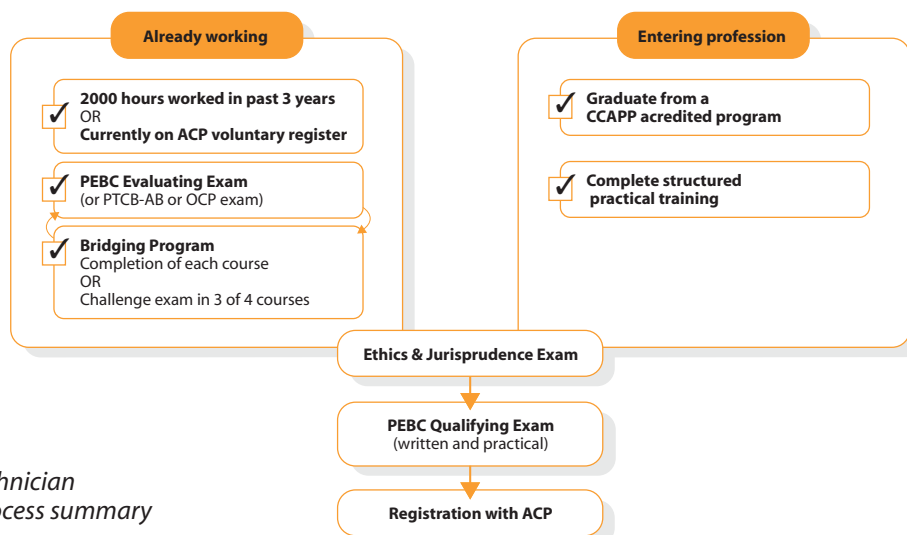 Already working
2000 hours worked in past 3 years
OR
Currently on ACP voluntary register
PEBC Evaluating Exam
(or PTCB-AB or OCP exam)
Bridging Program
Completion of each course
OR
Challenge exam in 3 of 4 courses
Entering profession
Graduate from a
CCAPP acredited program
Complete structured
practical training
Ethics & Jurisprudence Exam
PEBC Qualifying Exam
(written and practical)
Registration with ACP
hnician
ocess summary